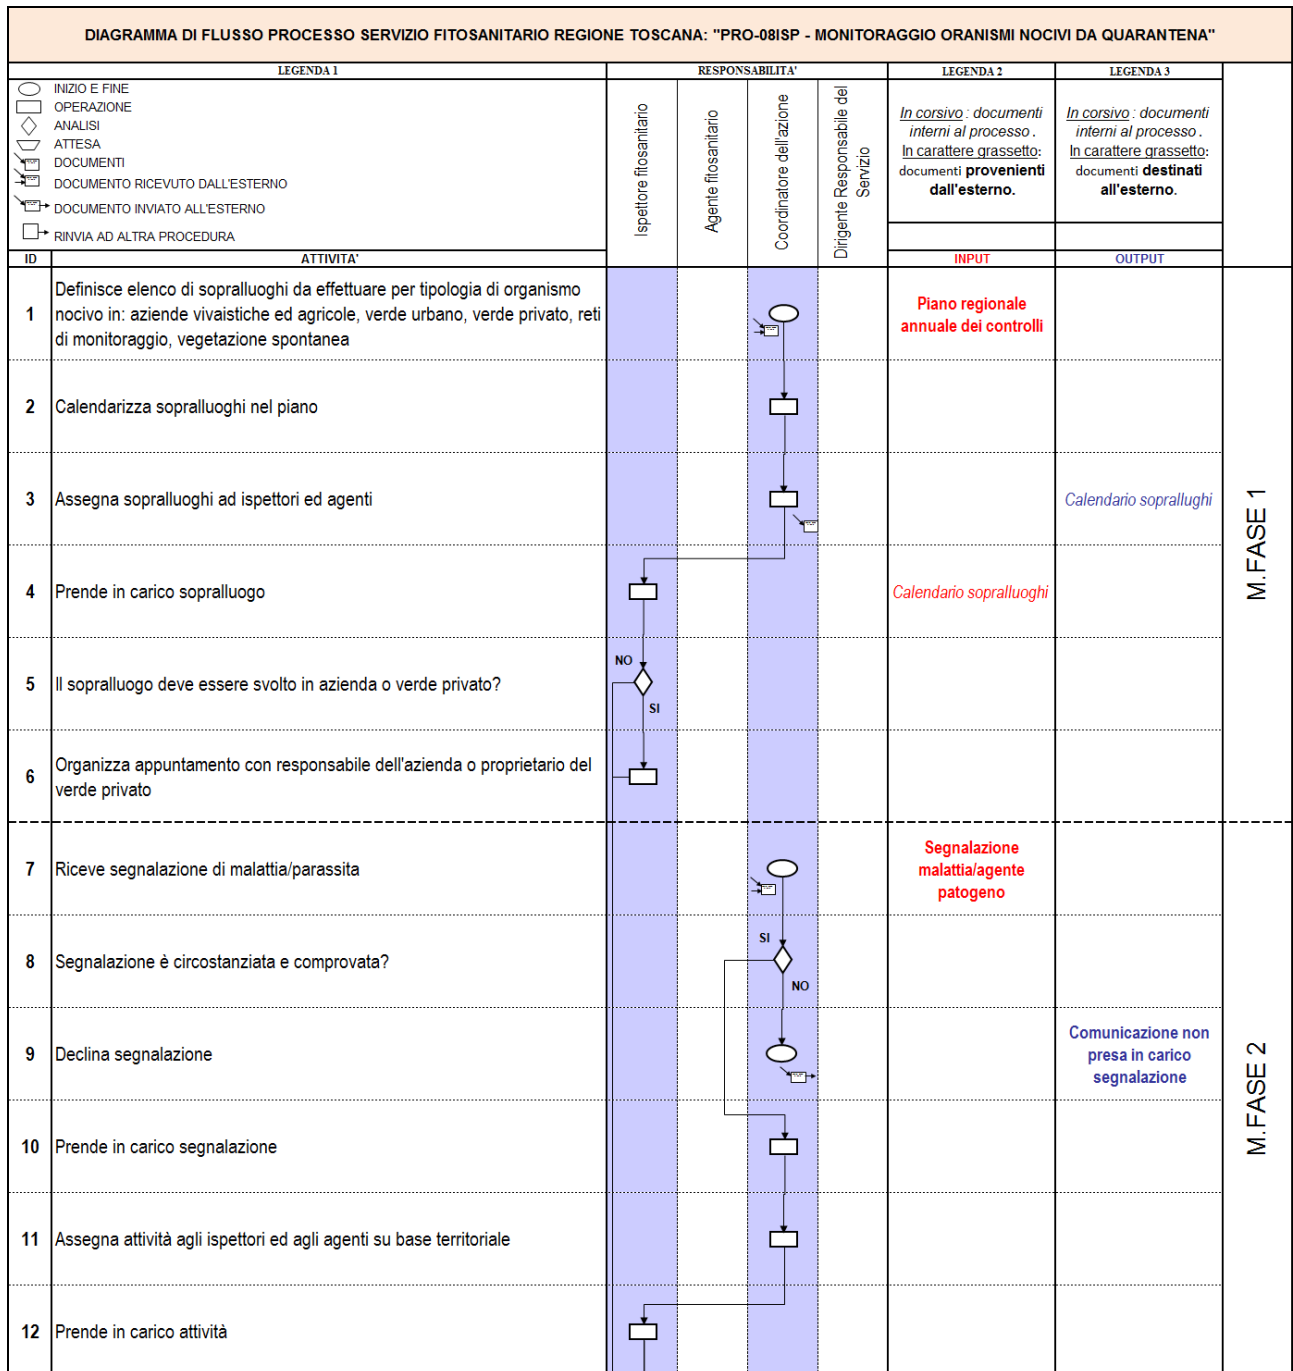 DIAGRAMMA DI FLUSSO PROCESSO SERVIZIO FITOSANITARIO REGIONE TOSCANA: "PRO-08ISP - MONITORAGGIO ORANISMI NOCIVI DA QUARANTENA"
LEGENDA 1
RESPONSABILITA'
LEGENDA 2
LEGENDA 3
INIZIO E FINE
OPERAZIONE
ANALISI
ATTESA
DOCUMENTI
DOCUMENTO RICEVUTO DALL'ESTERNO
DOCUMENTO INVIATO ALL'ESTERNO
RINVIA AD ALTRA PROCEDURA
Ispettore fitosanitario
Agente fitosanitario
Coordinatore dell'azione
Dirigente Responsabile del
Servizio
In corsivo : documenti
interni al processo .
In carattere grassetto:
documenti provenienti
dall'esterno.
In corsivo : documenti
interni al processo .
In carattere grassetto:
documenti destinati
all'esterno.
ID
ATTIVITA'
INPUT
OUTPUT
1
Definisce elenco di sopralluoghi da effettuare per tipologia di organismo
nocivo in: aziende vivaistiche ed agricole, verde urbano, verde privato, reti
di monitoraggio, vegetazione spontanea
Piano regionale
annuale dei controlli
2
Calendarizza sopralluoghi nel piano
3
Assegna sopralluoghi ad ispettori ed agenti
Calendario soprallughi
M.FASE 1
4
Prende in carico sopralluogo
Calendario sopralluoghi
5
Il sopralluogo deve essere svolto in azienda o verde privato?
NO
SI
6
Organizza appuntamento con responsabile dell'azienda o proprietario del
verde privato
7
Riceve segnalazione di malattia/parassita
Segnalazione
malattia/agente
patogeno
8
Segnalazione è circostanziata e comprovata?
SI
NO
9
Declina segnalazione
Comunicazione non
presa in carico
segnalazione
M.FASE 2
10
Prende in carico segnalazione
11
Assegna attività agli ispettori ed agli agenti su base territoriale
12
Prende in carico attività